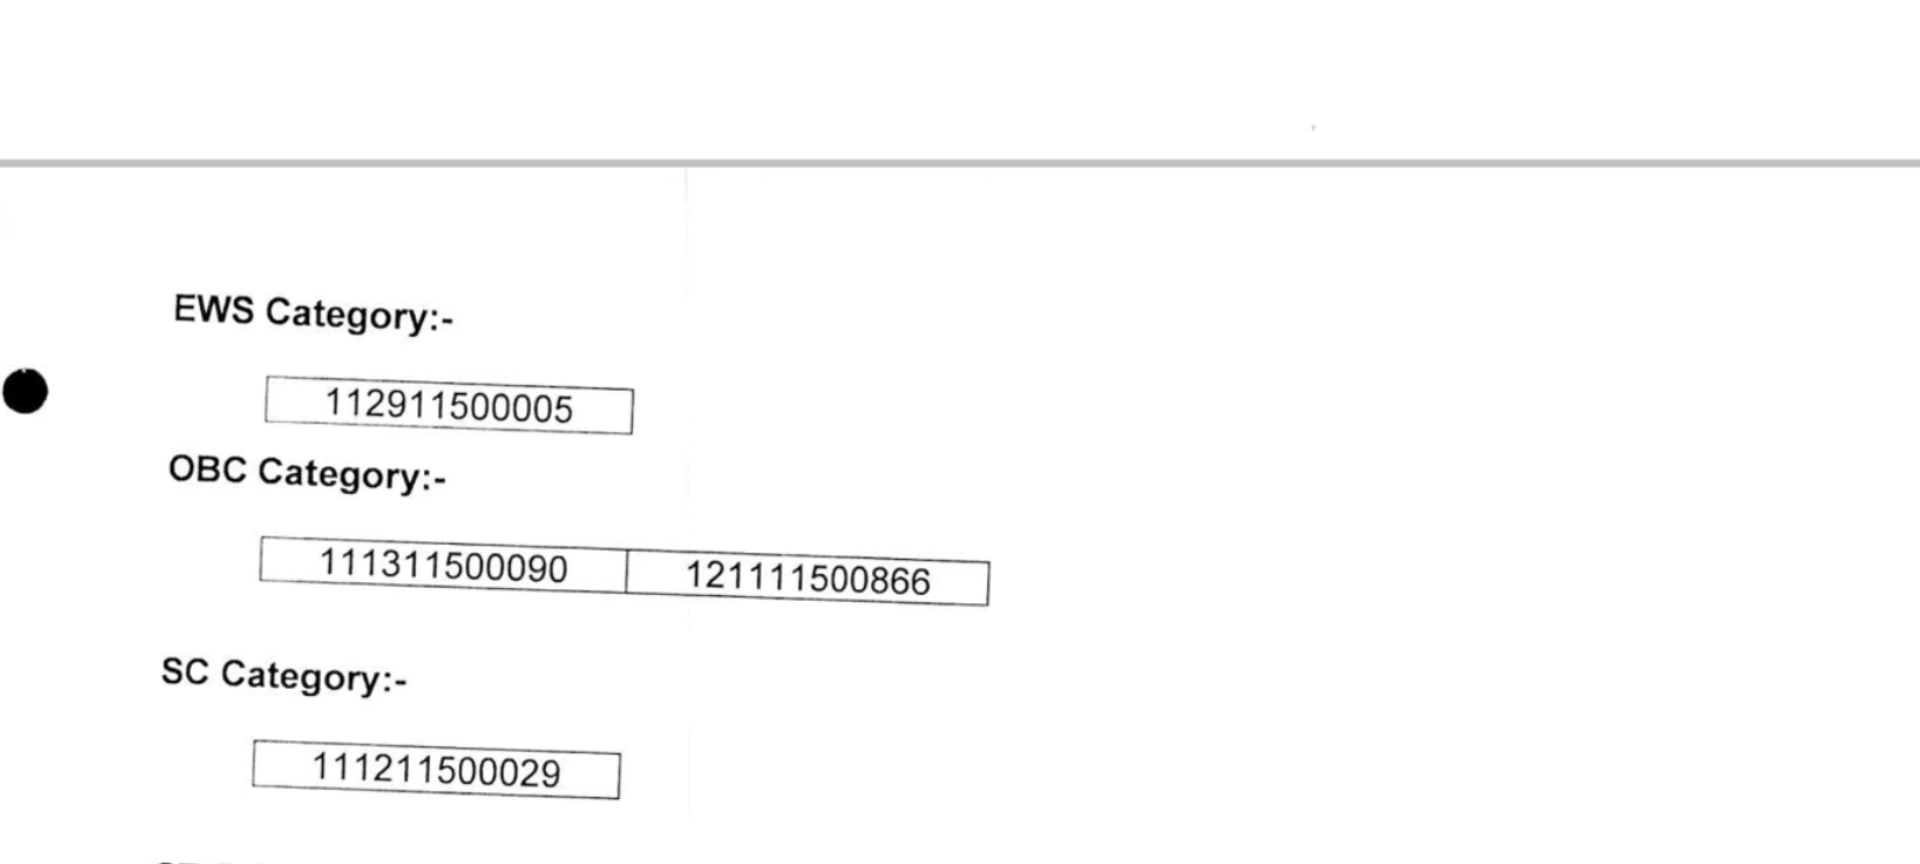 EWS Category:-
112911500005
OBC Category:-
111311500090 121111500866
SC Category:-
111211500029